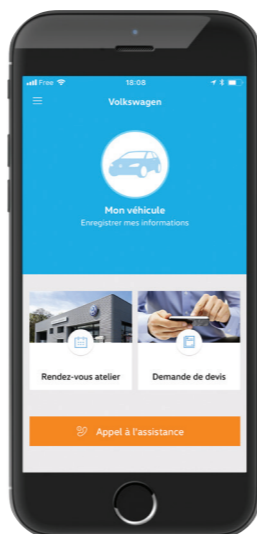 Free 18:08
Volkswagen
Mon véhicule
Enregistrer mes informations
Rendez-vous atelier Demande de devis
Appel à l'assistance